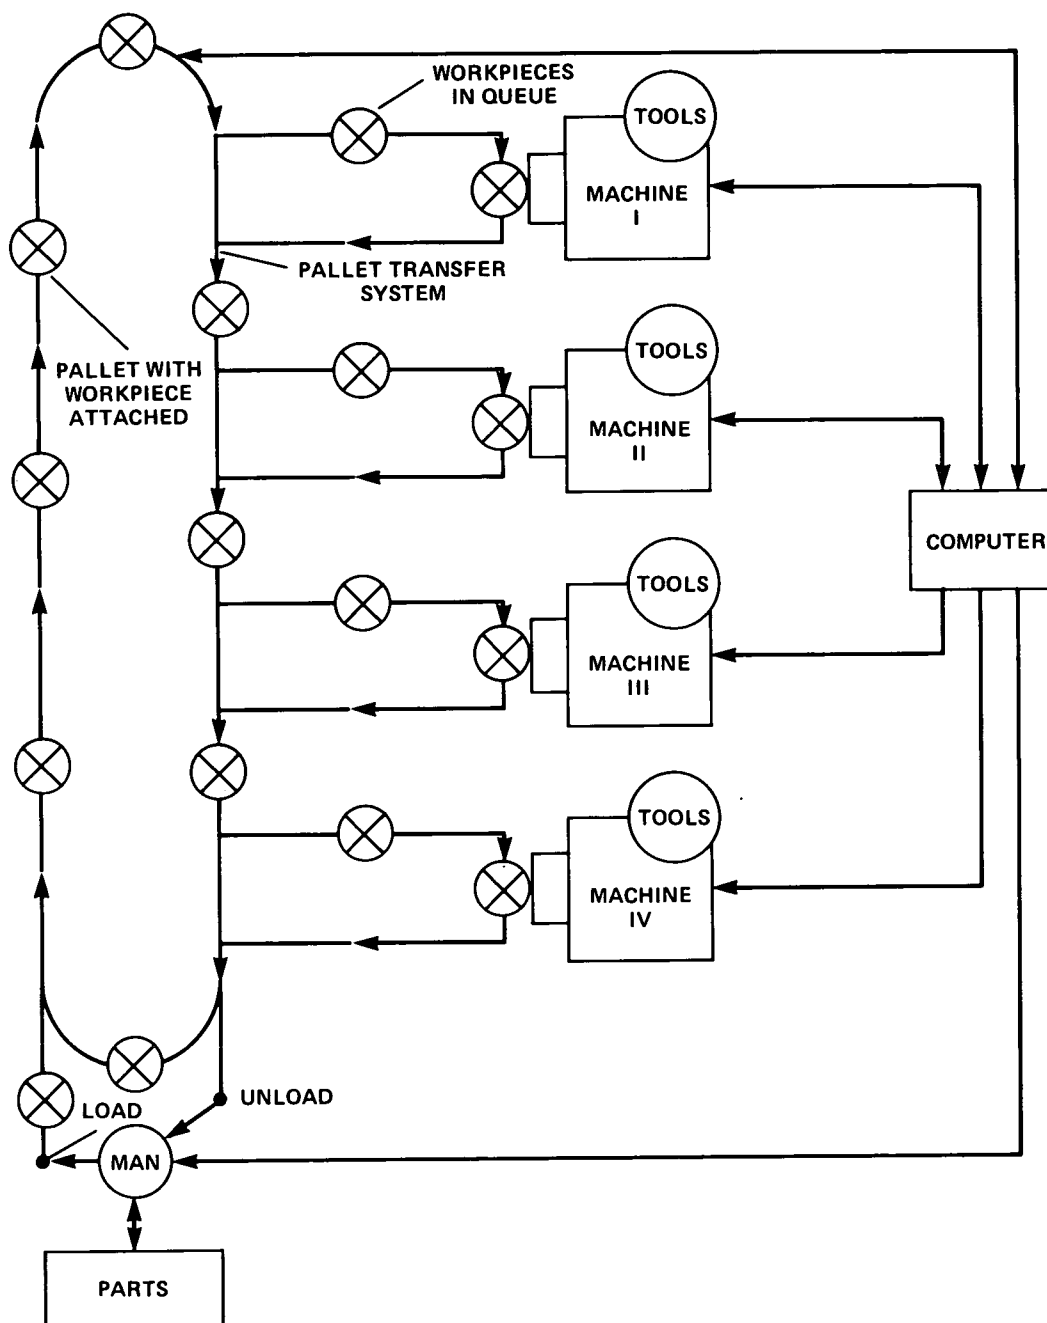 WORKPIECES
IN QUEUE
TOOLS
MACHINE
I
PALLET TRANSFER
SYSTEM
PALLET WITH
WORKPIECE
ATTACHED
TOOLS
MACHINE
II
COMPUTER
TOOLS
MACHINE
III
TOOLS
MACHINE
IV
UNLOAD
LOAD
MAN
PARTS